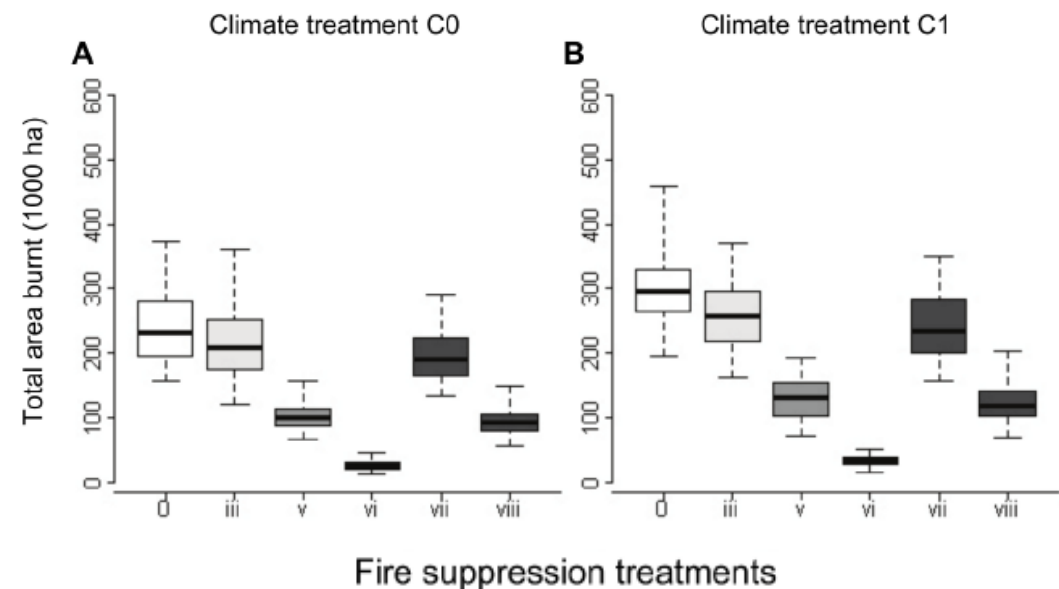 Climate treatment C0
Climate treatment C1
A
B
Total area burnt (1000 ha)
600
500
400
300
200
100
0
600
500
400
300
200
100
0
0 iii v vi vii viii
0 iii v vi vii viii
Fire suppression treatments